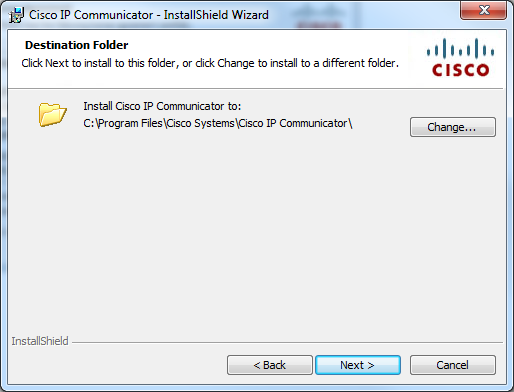 Cisco IP Communicator - InstallShield Wizard
Destination Folder
Click Next to install to this folder, or click Change to install to a different folder.
CISCO
Install Cisco IP Communicator to:
C:\Program Files\Cisco Systems\Cisco IP Communicator\
Change...
InstallShield
< Back
Next >
Cancel